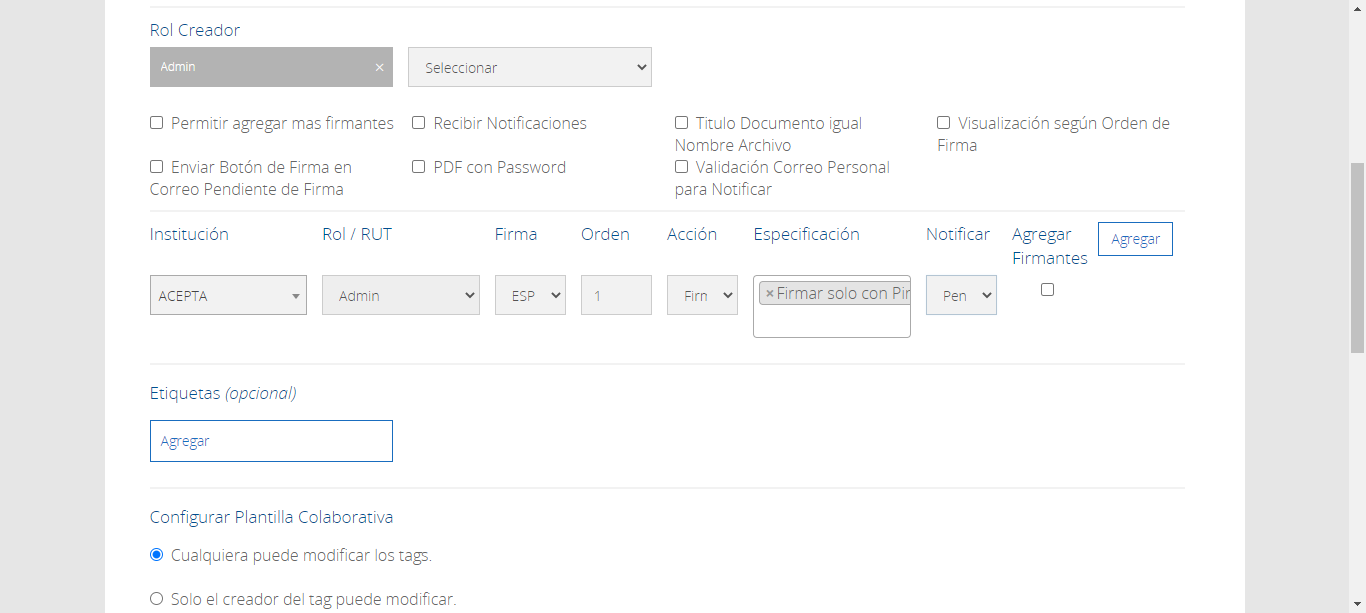 Rol Creador
Admin × Seleccionar
Permitir agregar mas firmantes Recibir Notificaciones Titulo Documento igual Nombre Archivo Visualización según Orden de Firma
Enviar Botón de Firma en Correo Pendiente de Firma PDF con Password Validación Correo Personal para Notificar
Institución Rol / RUT Firma Orden Acción Especificación Notificar Agregar Firmantes Agregar
ACEPTA Admin ESP 1 Firn ×Firmar solo con Pin Pen
Etiquetas (opcional)
Agregar
Configurar Plantilla Colaborativa
Cualquiera puede modificar los tags.
Solo el creador del tag puede modificar.